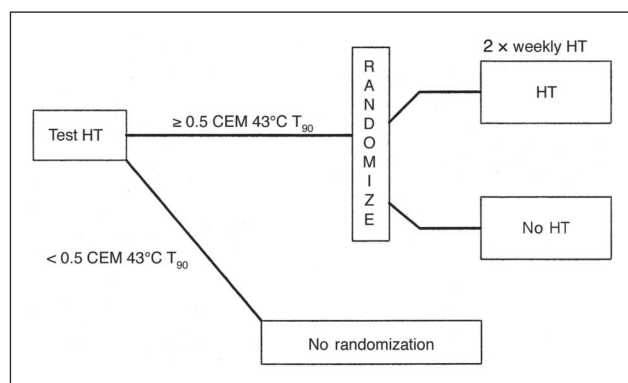 2 × weekly HT
HT
RANDOMIZE
≥ 0.5 CEM 43°C T90
Test HT
No HT
< 0.5 CEM 43°C T90
No randomization